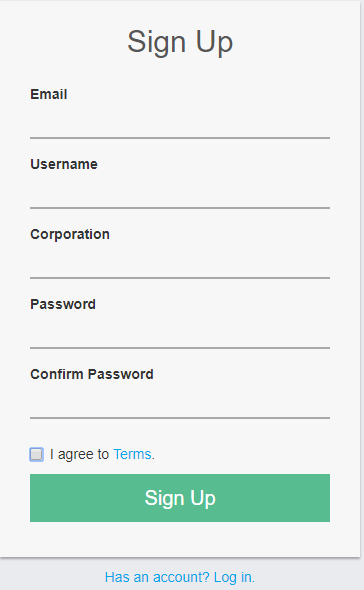 Sign Up
Email
Username
Corporation
Password
Confirm Password
I agree to Terms.
Sign Up
Has an account? Log in.